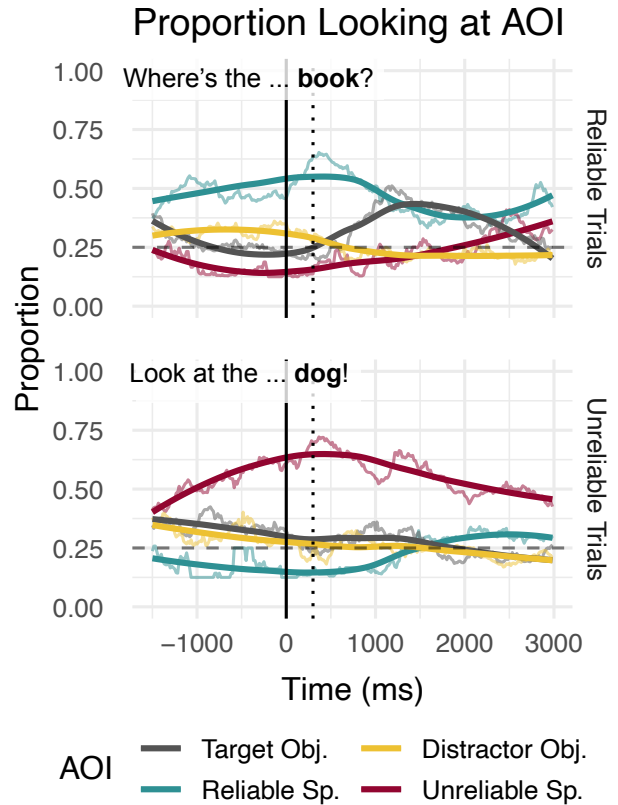 Proportion Looking at AOI
Where's the ... book?
1.00
0.75
0.50
0.25
0.00
Reliable Trials
Proportion
Look at the ... dog!
1.00
0.75
0.50
0.25
0.00
Unreliable Trials
−1000 0 1000 2000 3000
Time (ms)
AOI
Target Obj. Distractor Obj.
Reliable Sp. Unreliable Sp.